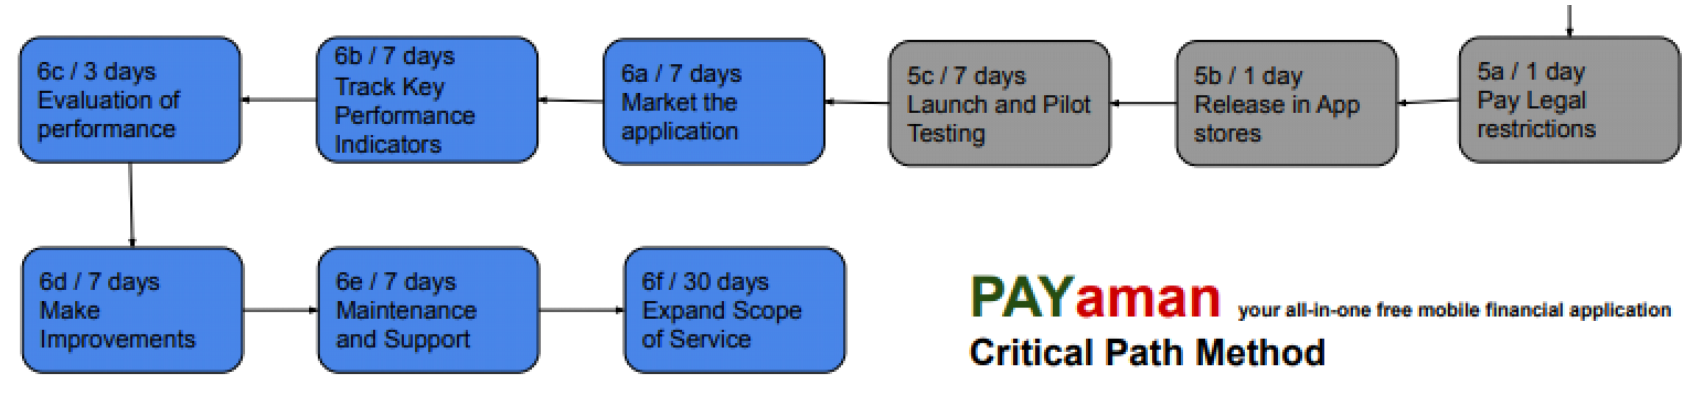 6c / 3 days
Evaluation of
performance
6b / 7 days
Track Key
Performance
Indicators
6a / 7 days
Market the
application
5c / 7 days
Launch and Pilot
Testing
5b / 1 day
Release in App
stores
5a / 1 day
Pay Legal
restrictions
6d / 7 days
Make
Improvements
6e / 7 days
Maintenance
and Support
6f / 30 days
Expand Scope
of Service
PAYaman your all-in-one free mobile financial application
Critical Path Method